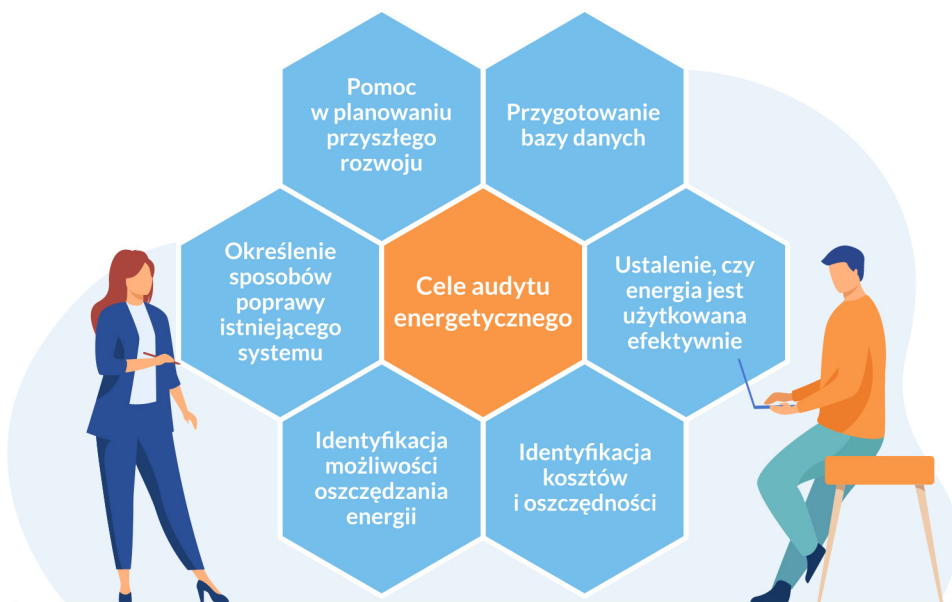 Pomoc
w planowaniu
przyszłego
rozwoju
Przygotowanie
bazy danych
Określenie
sposobów
poprawy
istniejącego
systemu
Cele audytu
energetycznego
Ustalenie, czy
energia jest
użytkowana
efektywnie
Identyfikacja
możliwości
oszczędzania
energii
Identyfikacja
kosztów
i oszczędności